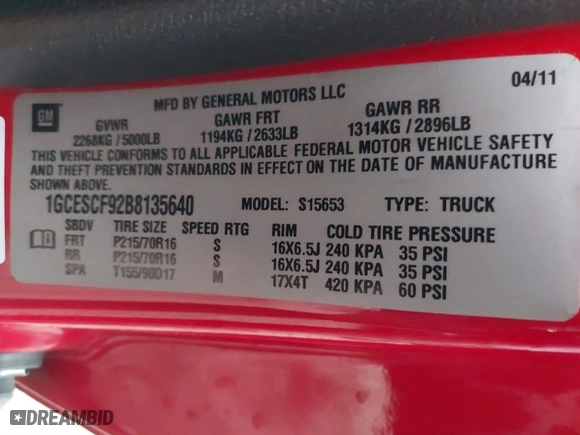 04/11
MFD BY GENERAL MOTORS LLC
GM
GVWR GAWR FRT GAWR RR
2268KG / 5000LB 1194KG / 2633LB 1314KG / 2896LB
THIS VEHICLE CONFORMS TO ALL APPLICABLE FEDERAL MOTOR VEHICLE SAFETY
AND THEFT PREVENTION STANDARDS IN EFFECT ON THE DATE OF MANUFACTURE
SHOWN ABOVE.
1GCESCF92B8135640 MODEL: S15653 TYPE: TRUCK
SBDV TIRE SIZE SPEED RTG RIM COLD TIRE PRESSURE
FRT P215/70R16 S 16X6.5J 240 KPA 35 PSI
RR P215/70R16 S 16X6.5J 240 KPA 35 PSI
SPA T155/90D17 M 17X4T 420 KPA 60 PSI
DREAMBID